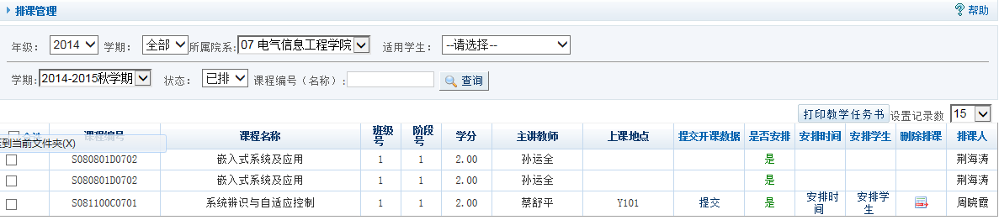 排课管理 帮助
年级： 2014 学期： 全部 所属院系: 07 电气信息工程学院 适用学生： --请选择--
学期: 2014-2015秋学期 状态： 已排 课程编号（名称）: 查询
打印教学任务书 设置记录数 15
课程编号 课程名称 班级号 阶段号 学分 主讲教师 上课地点 提交开课数据 是否安排 安排时间 安排学生 删除排课 排课人
到当前文件夹(X)
S080801D0702 嵌入式系统及应用 1 1 2.00 孙运全 是 荆海涛
S080801D0702 嵌入式系统及应用 1 1 2.00 孙运全 是 荆海涛
S081100C0701 系统辨识与自适应控制 1 1 2.00 蔡舒平 Y101 提交 是 安排时间 安排学生 周晓霞